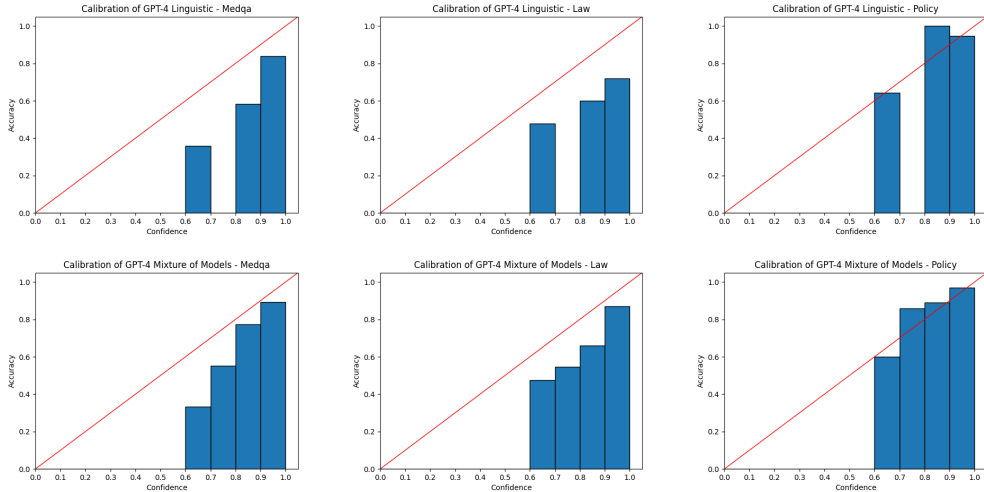 Calibration of GPT-4 Linguistic - Medqa
1.0
0.8
0.6
0.4
0.2
0.0
Accuracy
0.0 0.1 0.2 0.3 0.4 0.5 0.6 0.7 0.8 0.9 1.0
Confidence
Calibration of GPT-4 Linguistic - Law
1.0
0.8
0.6
0.4
0.2
0.0
Accuracy
0.0 0.1 0.2 0.3 0.4 0.5 0.6 0.7 0.8 0.9 1.0
Confidence
Calibration of GPT-4 Linguistic - Policy
1.0
0.8
0.6
0.4
0.2
0.0
Accuracy
0.0 0.1 0.2 0.3 0.4 0.5 0.6 0.7 0.8 0.9 1.0
Confidence
Calibration of GPT-4 Mixture of Models - Medqa
1.0
0.8
0.6
0.4
0.2
0.0
Accuracy
0.0 0.1 0.2 0.3 0.4 0.5 0.6 0.7 0.8 0.9 1.0
Confidence
Calibration of GPT-4 Mixture of Models - Law
1.0
0.8
0.6
0.4
0.2
0.0
Accuracy
0.0 0.1 0.2 0.3 0.4 0.5 0.6 0.7 0.8 0.9 1.0
Confidence
Calibration of GPT-4 Mixture of Models - Policy
1.0
0.8
0.6
0.4
0.2
0.0
Accuracy
0.0 0.1 0.2 0.3 0.4 0.5 0.6 0.7 0.8 0.9 1.0
Confidence